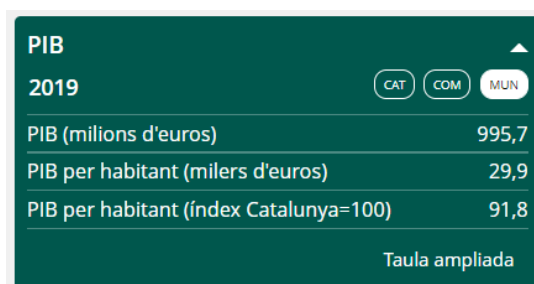 PIB
2019 CAT COM MUN
PIB (milions d'euros) 995,7
PIB per habitant (milers d'euros) 29,9
PIB per habitant (índex Catalunya=100) 91,8
Taula ampliada